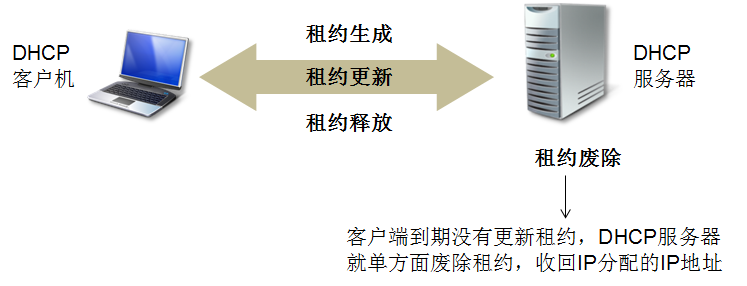 DHCP
客户机
租约生成
租约更新
租约释放
DHCP
服务器
租约废除
客户端到期没有更新租约，DHCP服务器
就单方面废除租约，收回IP分配的IP地址